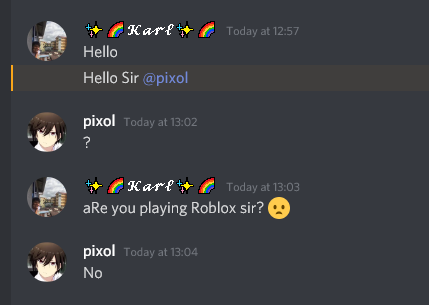 ✨🌈𝓚𝓪𝓻𝓵✨🌈 Today at 12:57
Hello
Hello Sir @pixol
pixol Today at 13:02
?
✨🌈𝓚𝓪𝓻𝓵✨🌈 Today at 13:03
aRe you playing Roblox sir? 🙁
pixol Today at 13:04
No